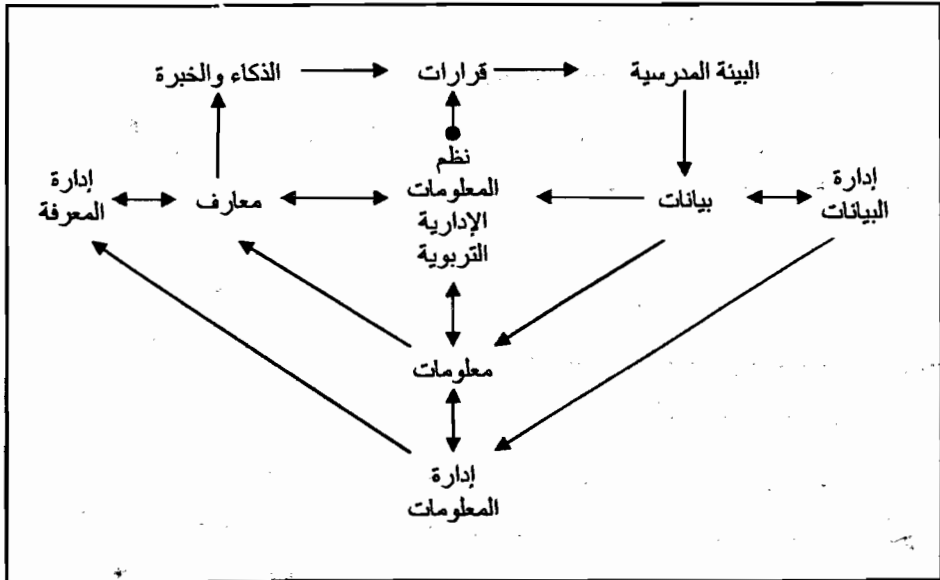 البيئة المدرسية
قرارات
الذكاء والخبرة
إدارة
البيانات
بيانات
نظم
المعلومات
الإدارية
التربوية
معارف
إدارة
المعرفة
معلومات
إدارة
المعلومات